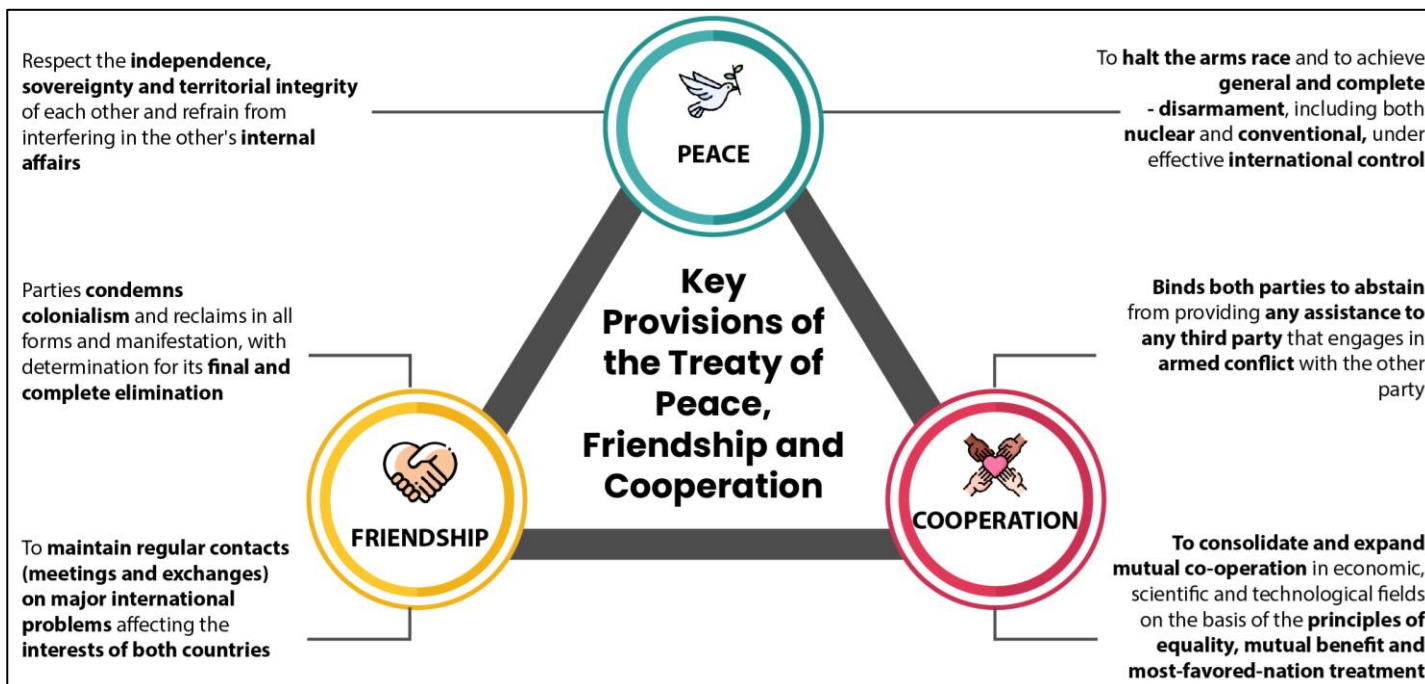 Respect the independence,
sovereignty and territorial integrity
of each other and refrain from
interfering in the other's internal
affairs
PEACE
To halt the arms race and to achieve
general and complete
- disarmament, including both
nuclear and conventional, under
effective international control
Key
Provisions of
the Treaty of
Peace,
Friendship and
Cooperation
Parties condemns
colonialism and reclaims in all
forms and manifestation, with
determination for its final and
complete elimination
Binds both parties to abstain
from providing any assistance to
any third party that engages in
armed conflict with the other
party
FRIENDSHIP
COOPERATION
To maintain regular contacts
(meetings and exchanges)
on major international
problems affecting the
interests of both countries
To consolidate and expand
mutual co-operation in economic,
scientific and technological fields
on the basis of the principles of
equality, mutual benefit and
most-favored-nation treatment